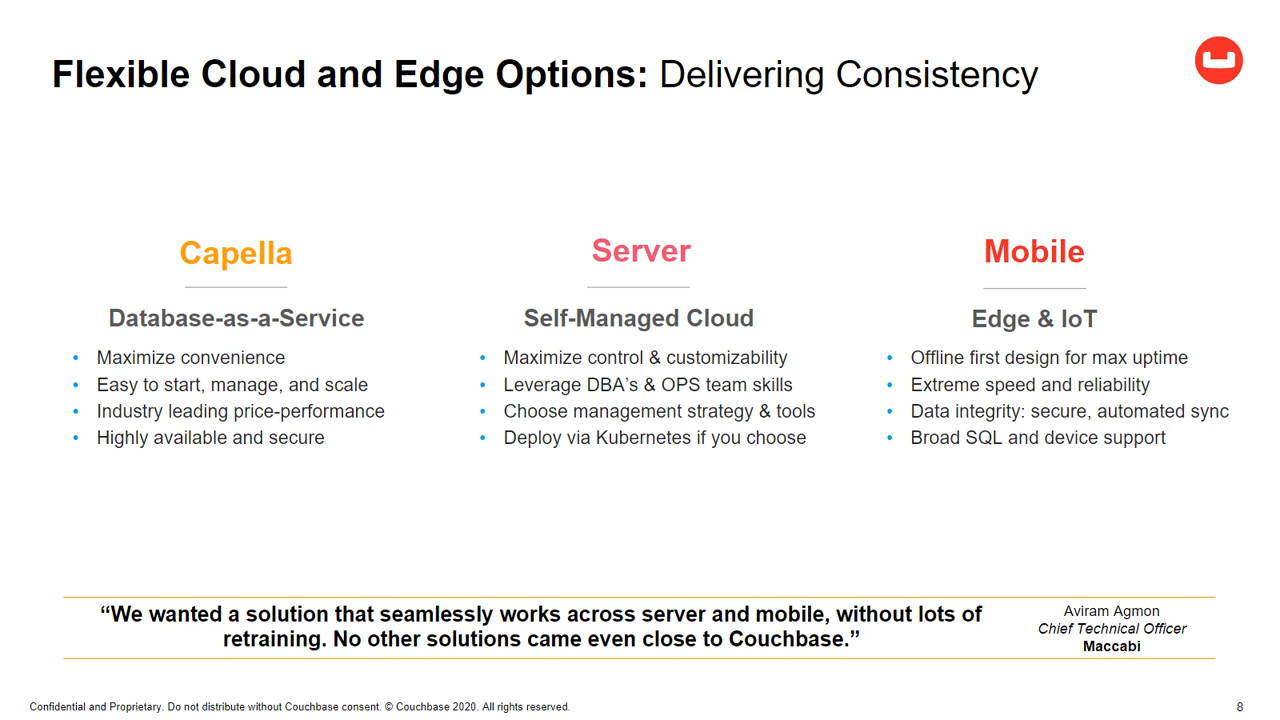 Flexible Cloud and Edge Options: Delivering Consistency
Capella
Database-as-a-Service
• Maximize convenience
• Easy to start, manage, and scale
• Industry leading price-performance
• Highly available and secure
Server
Self-Managed Cloud
• Maximize control & customizability
• Leverage DBA’s & OPS team skills
• Choose management strategy & tools
• Deploy via Kubernetes if you choose
Mobile
Edge & IoT
• Offline first design for max uptime
• Extreme speed and reliability
• Data integrity: secure, automated sync
• Broad SQL and device support
“We wanted a solution that seamlessly works across server and mobile, without lots of
retraining. No other solutions came even close to Couchbase.”
Aviram Agmon
Chief Technical Officer
Maccabi
Confidential and Proprietary. Do not distribute without Couchbase consent. © Couchbase 2020. All rights reserved.
8